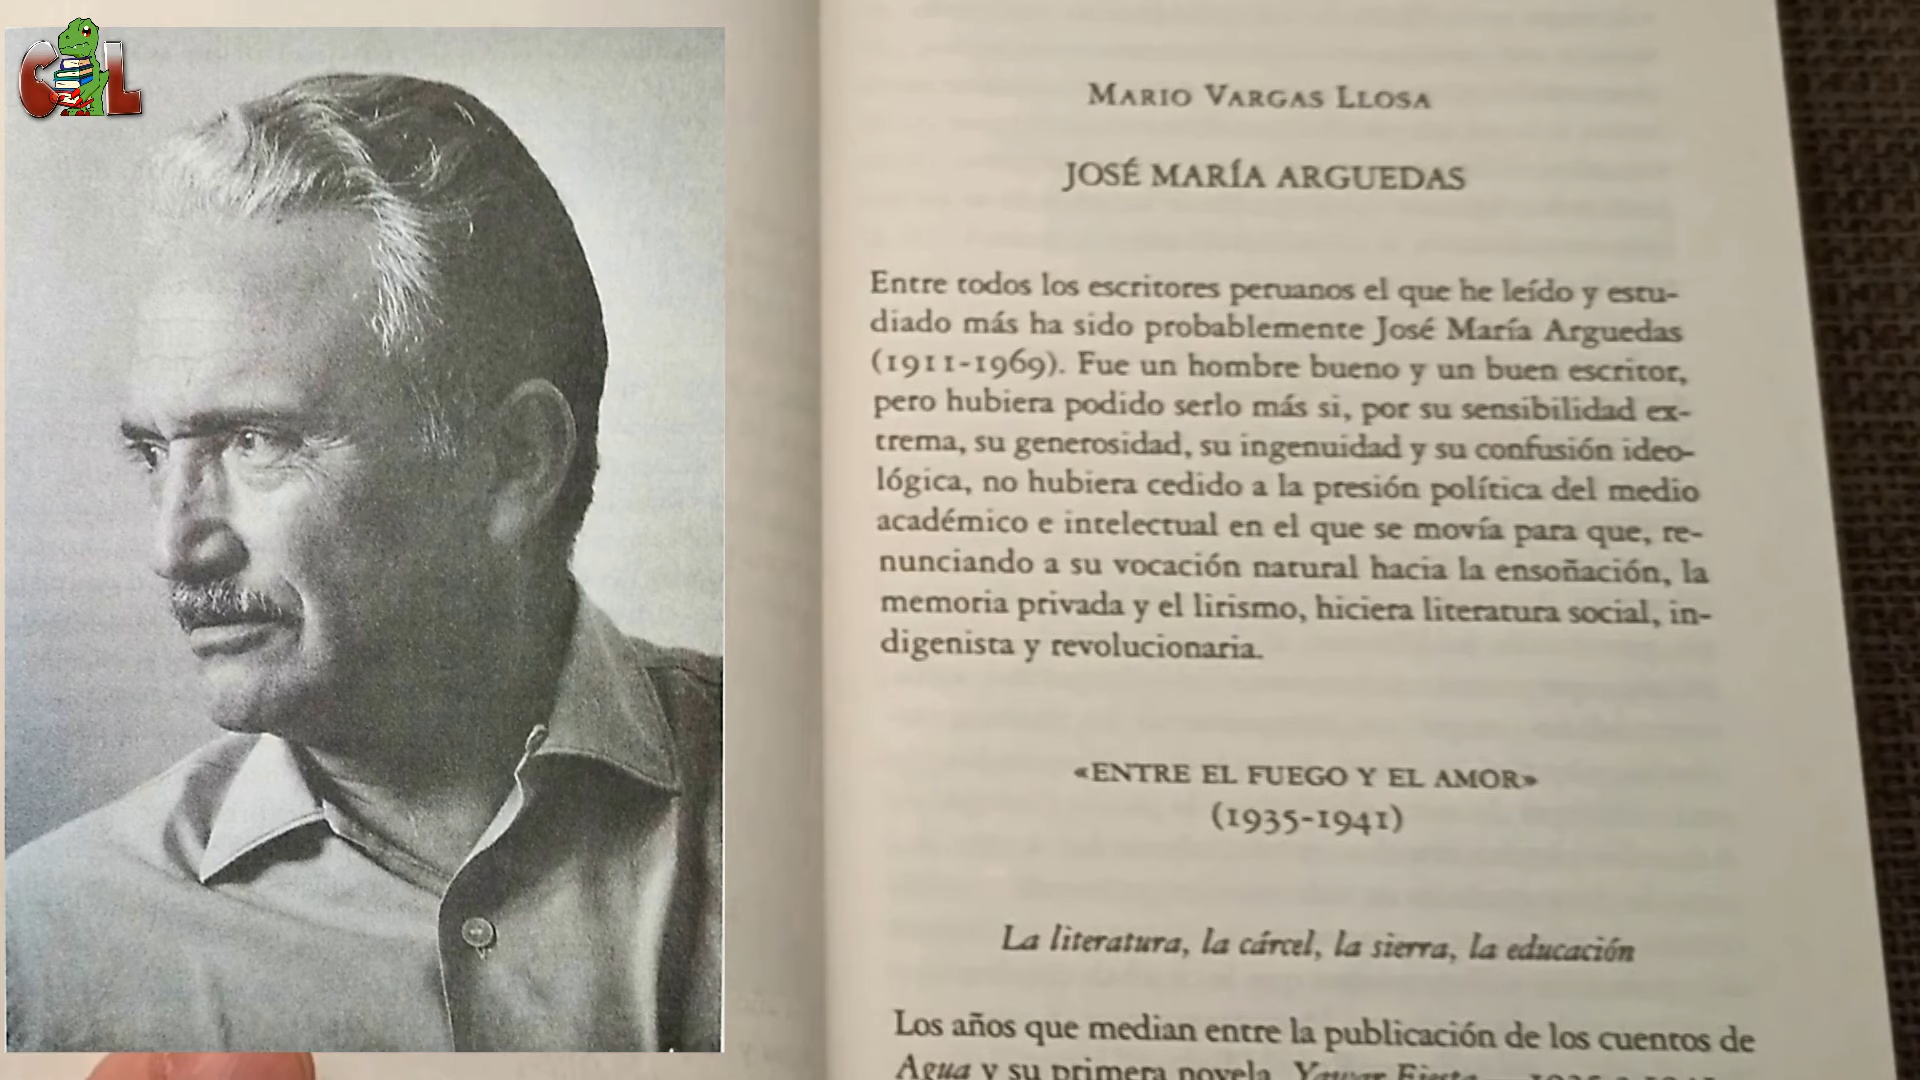 CL
MARIO VARGAS LLOSA
JOSÉ MARÍA ARGUEDAS
Entre todos los escritores peruanos el que he leído y estu-
diado más ha sido probablemente José María Arguedas
(1911-1969). Fue un hombre bueno y un buen escritor,
pero hubiera podido serlo más si, por su sensibilidad ex-
trema, su generosidad, su ingenuidad y su confusión ideo-
lógica, no hubiera cedido a la presión política del medio
académico e intelectual en el que se movía para que, re-
nunciando a su vocación natural hacia la ensoñación, la
memoria privada y el lirismo, hiciera literatura social, in-
digenista y revolucionaria.
«ENTRE EL FUEGO Y EL AMOR»
(1935-1941)
La literatura, la cárcel, la sierra, la educación
Los años que median entre la publicación de los cuentos de
Agua y su primera novela, Yawar Fiesta